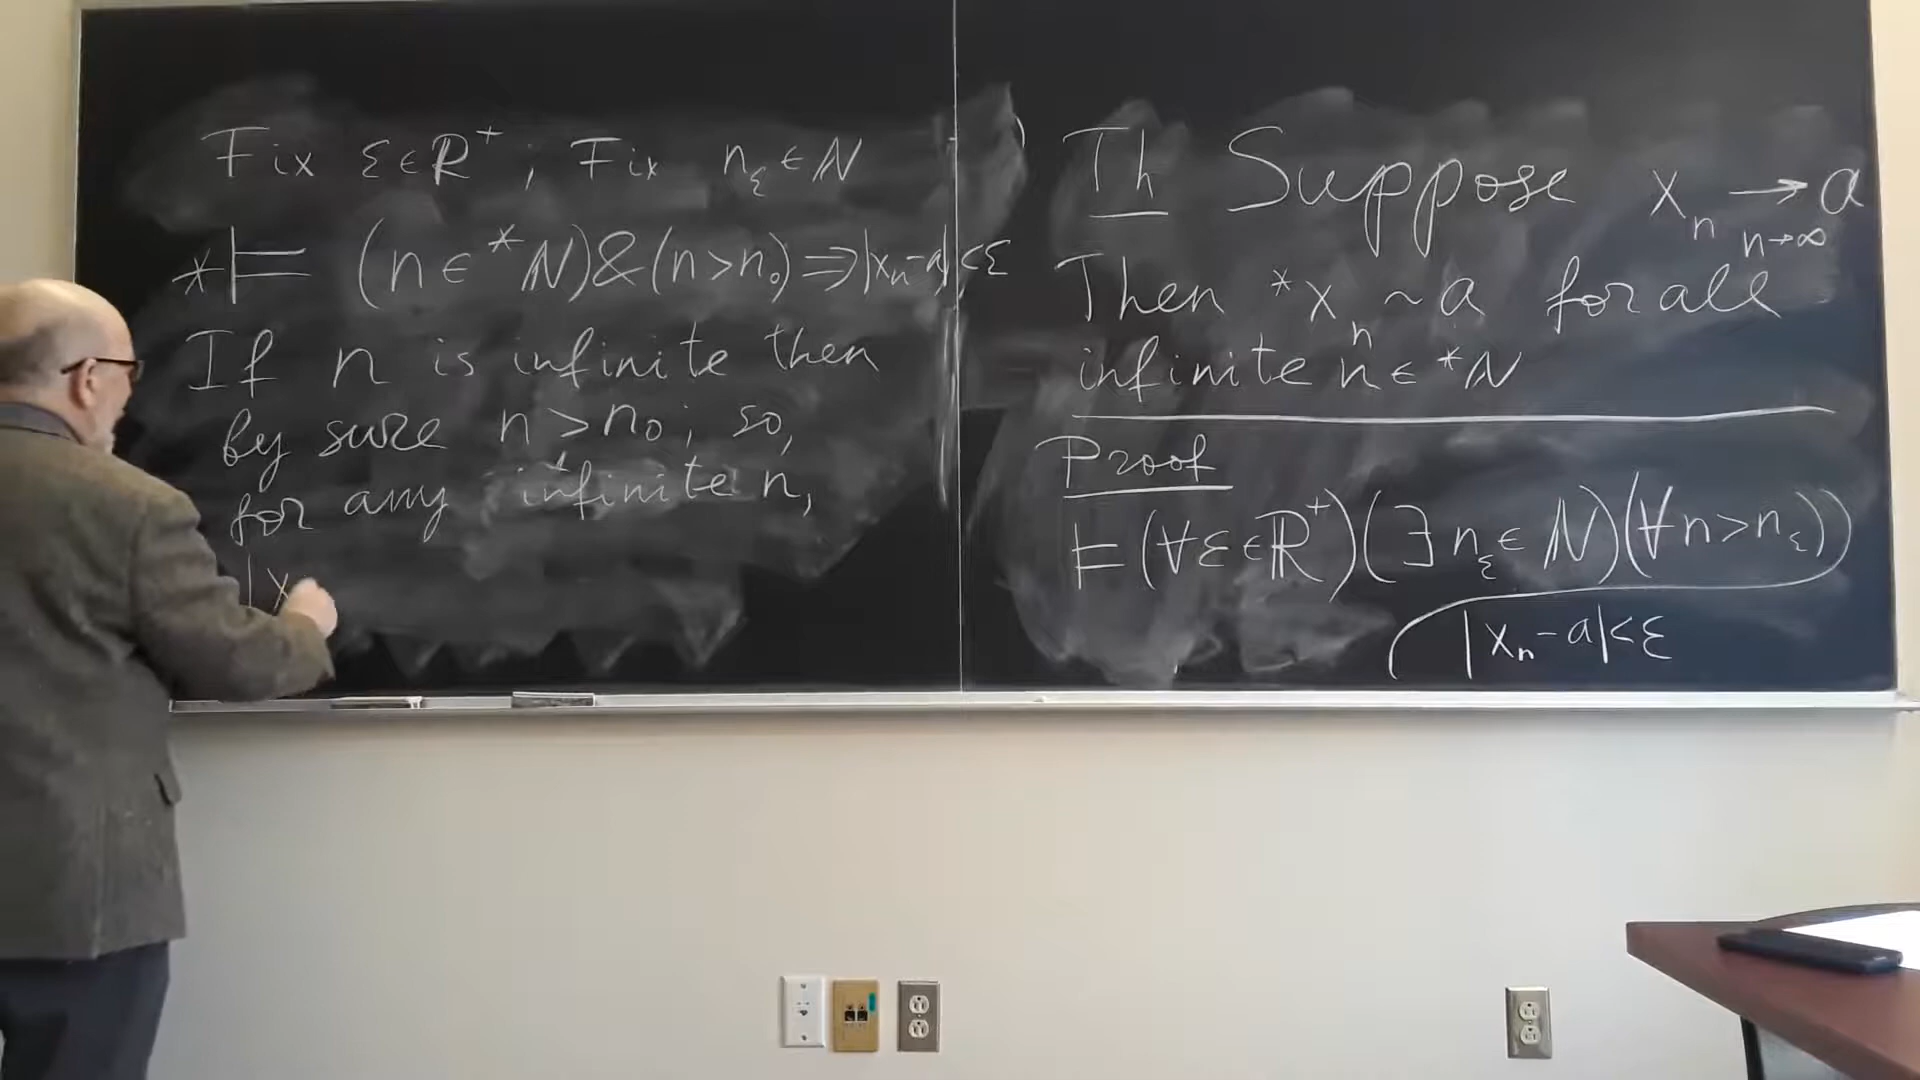 Fix ε∈R⁺; Fix n_ε∈N
*⊨ (n∈*N)&(n>n₀)⇒|xₙ-a|<ε
If n is infinite then
by sure n>n₀; so,
for any infinite n,
|x
Th Suppose xₙ → a
n→∞
Then *xₙ ~ a for all
infinite n∈*N
Proof
⊨(∀ε∈R⁺)(∃n_ε∈N)(∀n>n_ε)
|xₙ-a|<ε